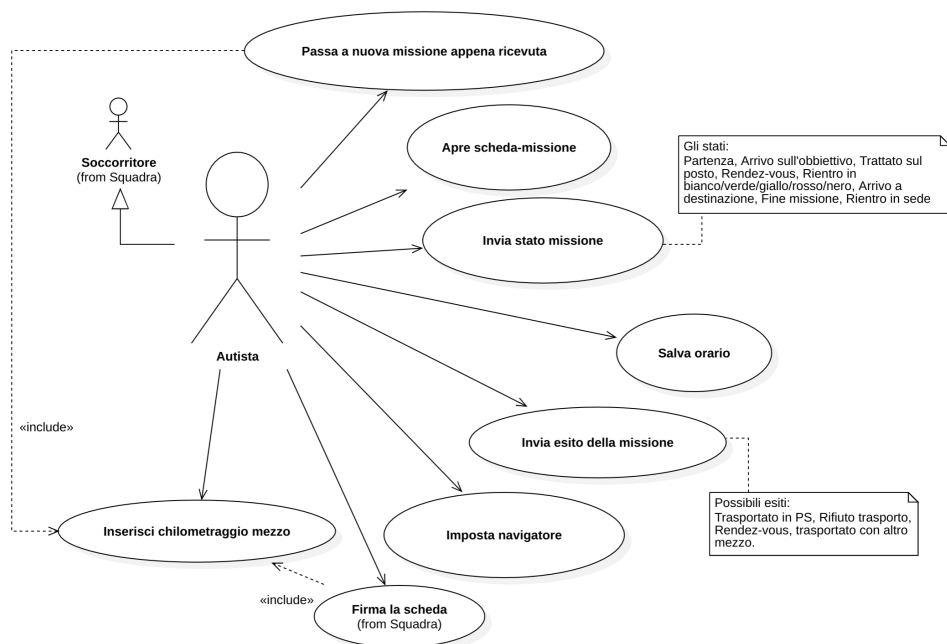 Passa a nuova missione appena ricevuta
Apre scheda-missione
Gli stati:
Partenza, Arrivo sull'obbiettivo, Trattato sul
posto, Rendez-vous, Rientro in
bianco/verde/giallo/rosso/nero, Arrivo a
destinazione, Fine missione, Rientro in sede
Soccorritore
(from Squadra)
Invia stato missione
Autista
Salva orario
«include»
Invia esito della missione
Possibili esiti:
Trasportato in PS, Rifiuto trasporto,
Rendez-vous, trasportato con altro
mezzo.
Inserisci chilometraggio mezzo
Imposta navigatore
«include»
Firma la scheda
(from Squadra)